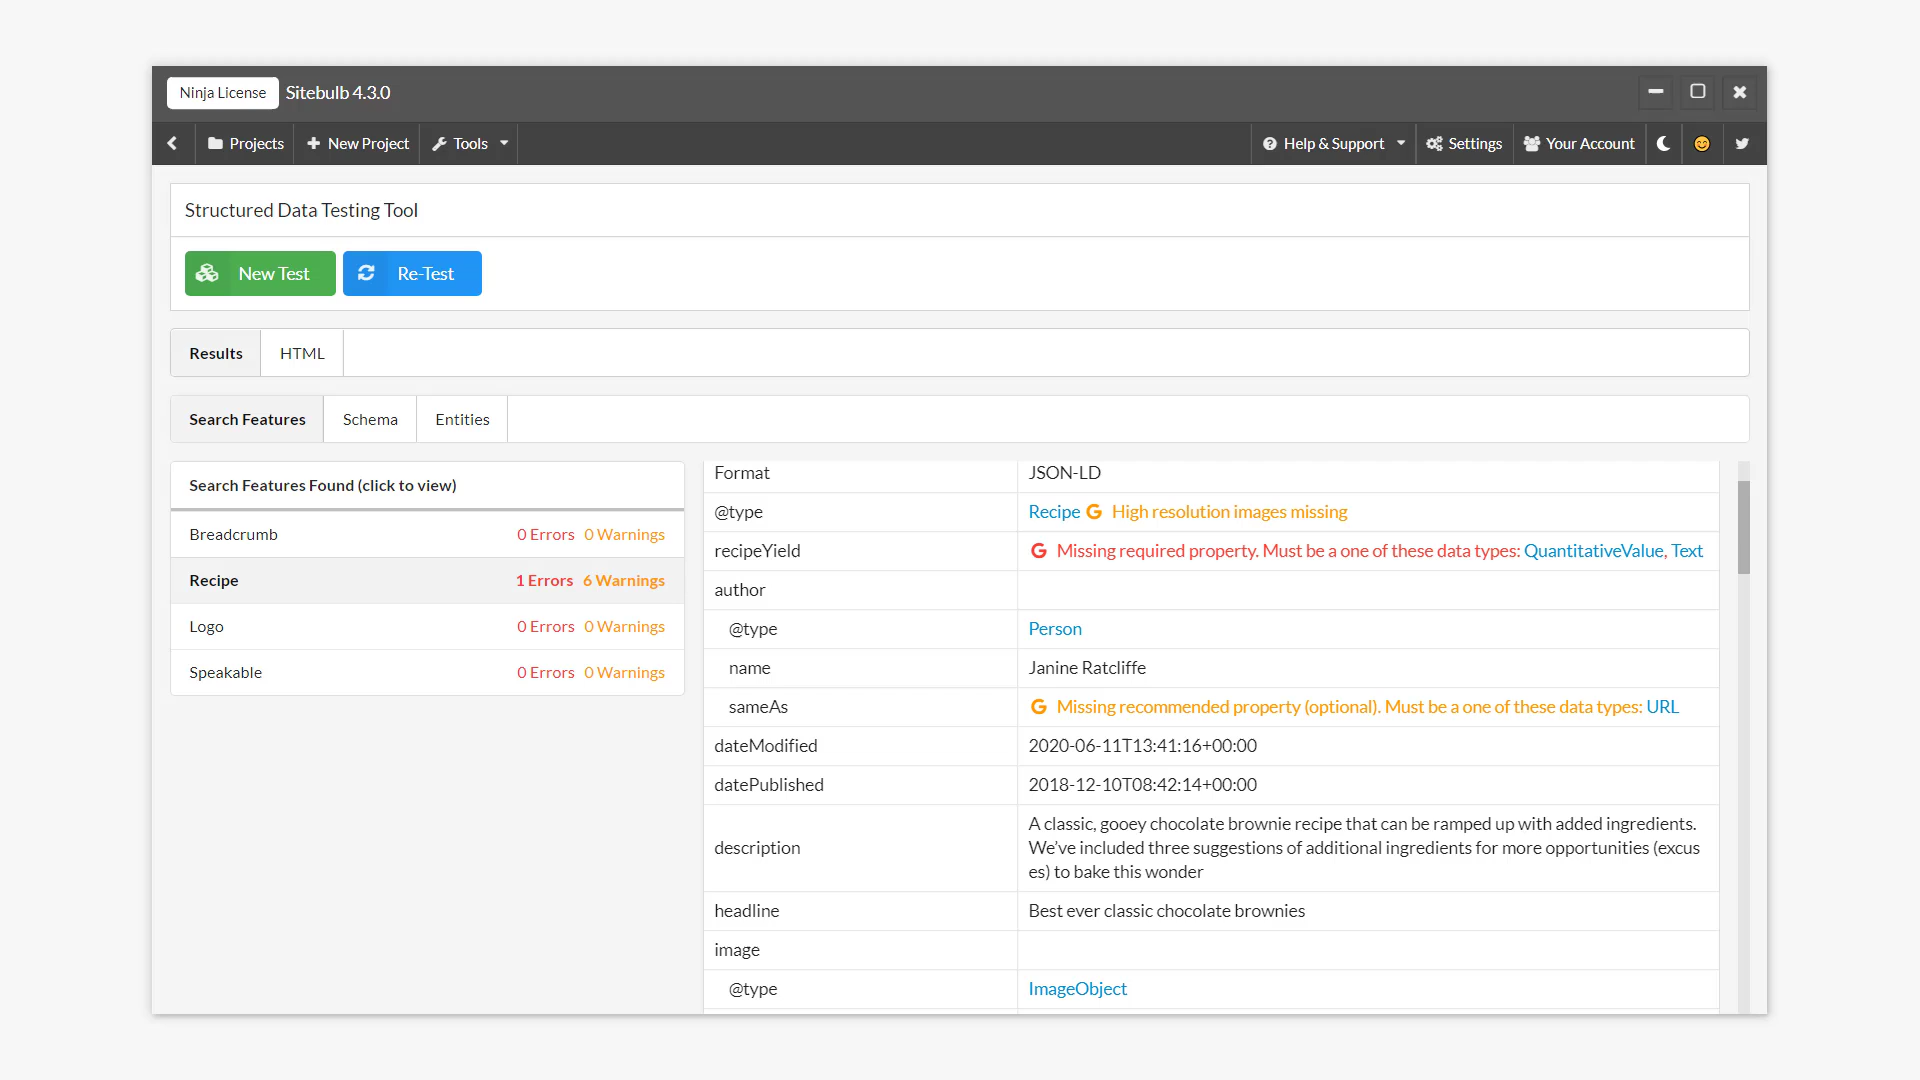 Ninja License Sitebulb 4.3.0
Projects New Project Tools Help & Support Settings Your Account
Structured Data Testing Tool
New Test Re-Test
Results HTML
Search Features Schema Entities
Search Features Found (click to view)
Breadcrumb 0 Errors 0 Warnings
Recipe 1 Errors 6 Warnings
Logo 0 Errors 0 Warnings
Speakable 0 Errors 0 Warnings
Format JSON-LD
@type Recipe G High resolution images missing
recipeYield G Missing required property. Must be a one of these data types: QuantitativeValue, Text
author
@type Person
name Janine Ratcliffe
sameAs G Missing recommended property (optional). Must be a one of these data types: URL
dateModified 2020-06-11T13:41:16+00:00
datePublished 2018-12-10T08:42:14+00:00
description A classic, gooey chocolate brownie recipe that can be ramped up with added ingredients.
We've included three suggestions of additional ingredients for more opportunities (excus
es) to bake this wonder
headline Best ever classic chocolate brownies
image
@type ImageObject